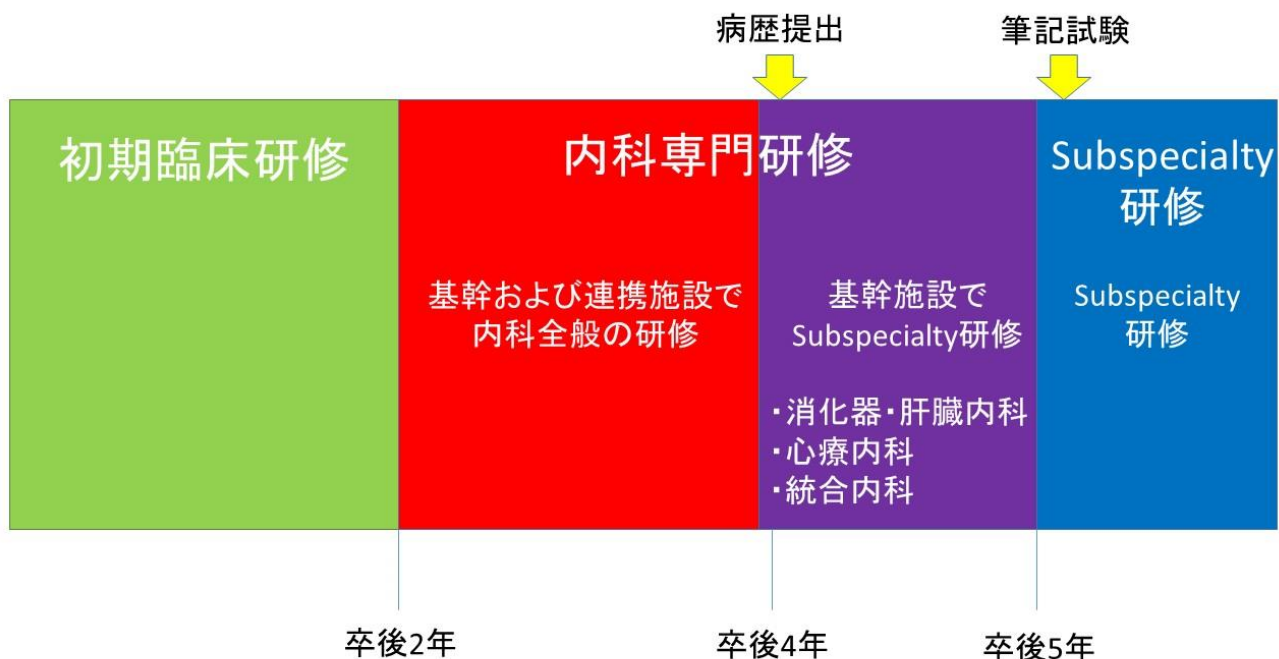 病歴提出
筆記試験
初期臨床研修
内科専門研修
Subspecialty
研修
基幹および連携施設で
内科全般の研修
基幹施設で
Subspecialty研修
・消化器・肝臓内科
・心療内科
・統合内科
Subspecialty
研修
卒後2年
卒後4年
卒後5年